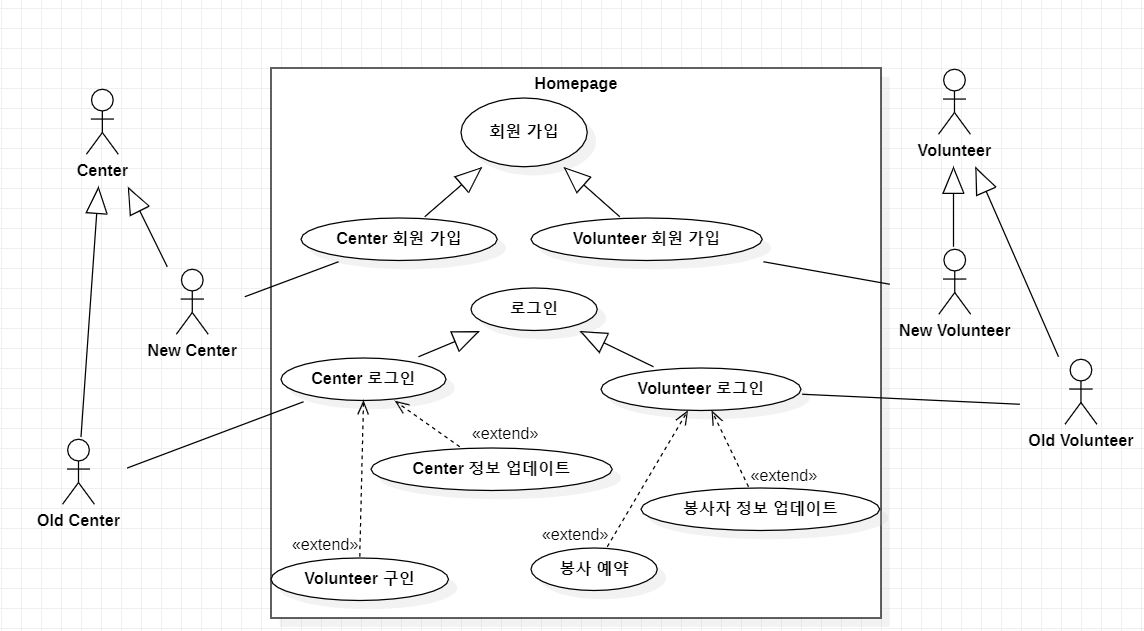 Homepage
회원 가입
Center
Volunteer
Center 회원 가입
Volunteer 회원 가입
로그인
New Center
New Volunteer
Center 로그인
Volunteer 로그인
«extend»
Old Volunteer
Center 정보 업데이트
«extend»
봉사자 정보 업데이트
Old Center
«extend»
«extend»
Volunteer 구인
봉사 예약